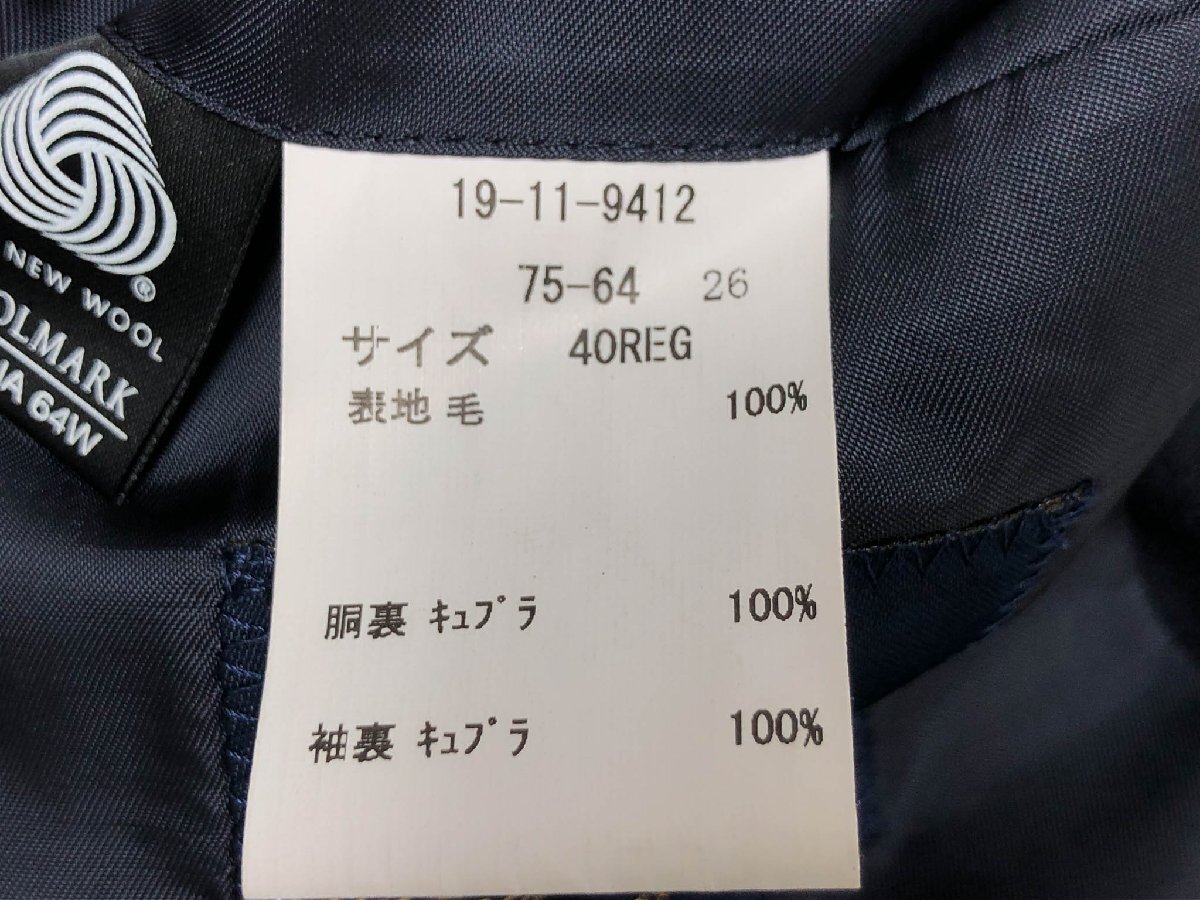 NEW WOOL
®
OLMARK
IA 64W
19-11-9412
75-64 26
サイズ 40REG
表地 毛 100%
胴裏 キュプラ 100%
袖裏 キュプラ 100%